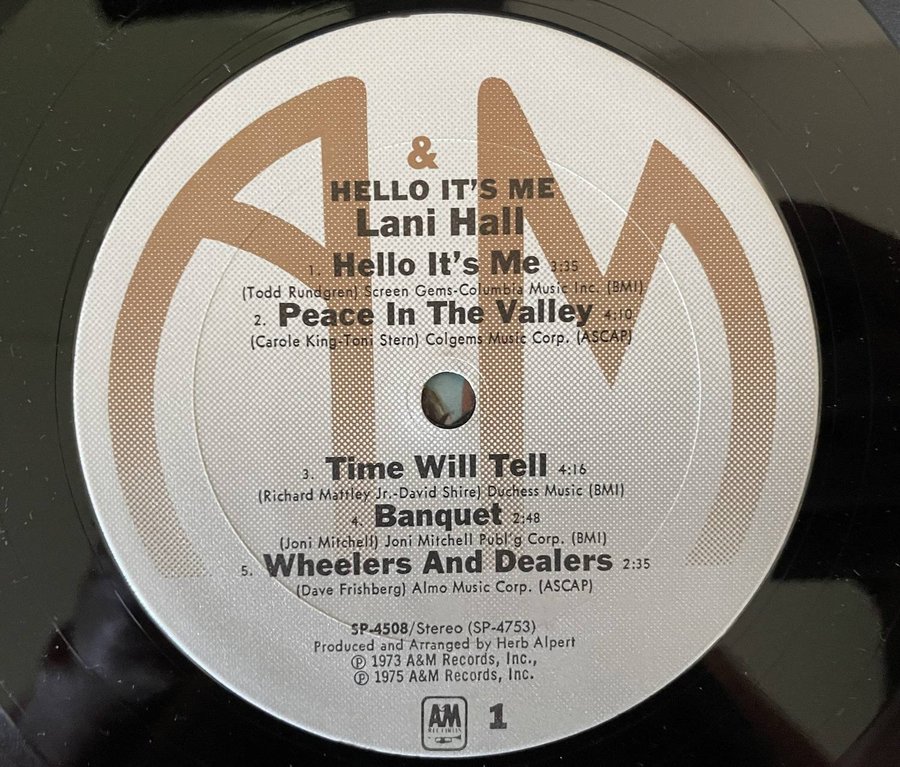 &
HELLO IT'S ME
Lani Hall
1. Hello It's Me 3:35
(Todd Rundgren) Screen Gems-Columbia Music Inc. (BMI)
2. Peace In The Valley 4:10
(Carole King-Toni Stern) Colgems Music Corp. (ASCAP)
3. Time Will Tell 4:16
(Richard Maltley Jr.-David Shire) Duchess Music (BMI)
4. Banquet 2:48
(Joni Mitchell) Joni Mitchell Publ'g Corp. (BMI)
5. Wheelers And Dealers 2:35
(Dave Frishberg) Almo Music Corp. (ASCAP)
SP-4508/Stereo (SP-4753)
Produced and Arranged by Herb Alpert
℗ 1973 A&M Records, Inc.,
℗ 1975 A&M Records, Inc.
A&M 1
RECORDS